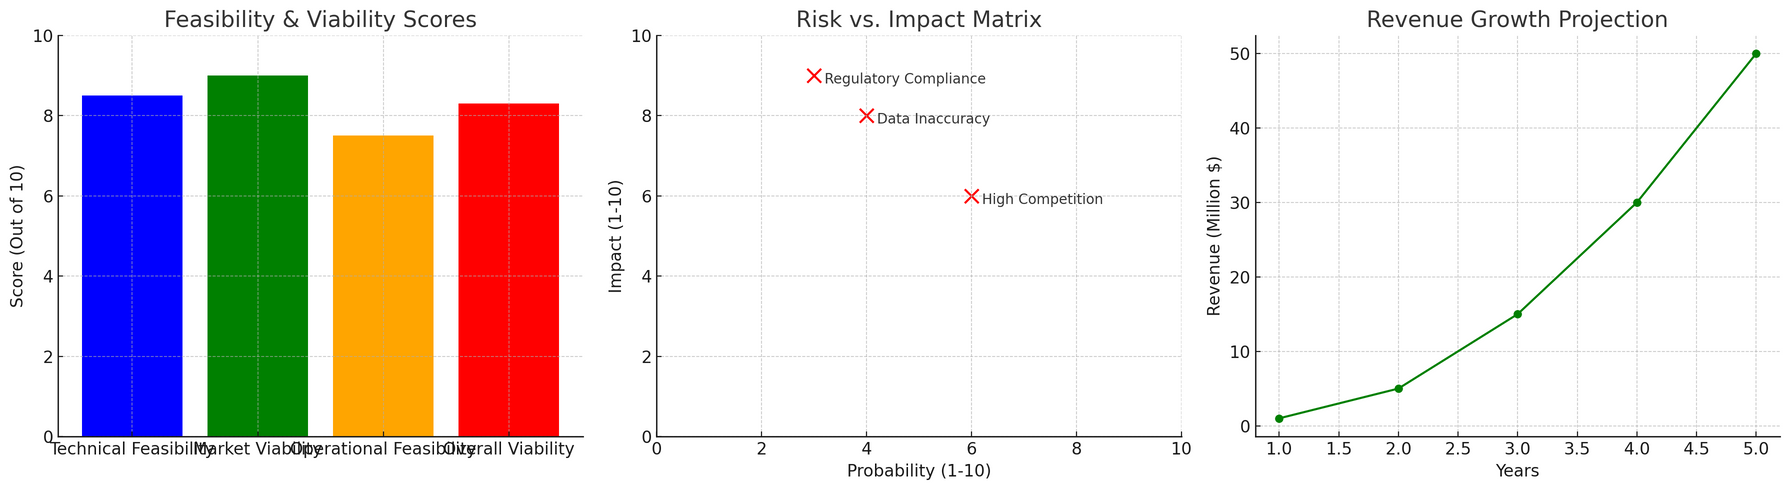 Feasibility & Viability Scores
Score (Out of 10)
10
8
6
4
2
0
Technical Feasibility
Market Viability
Operational Feasibility
Overall Viability
Risk vs. Impact Matrix
Impact (1-10)
10
8
6
4
2
0
Regulatory Compliance
Data Inaccuracy
High Competition
0 2 4 6 8 10
Probability (1-10)
Revenue Growth Projection
Revenue (Million $)
50
40
30
20
10
0
1.0 1.5 2.0 2.5 3.0 3.5 4.0 4.5 5.0
Years